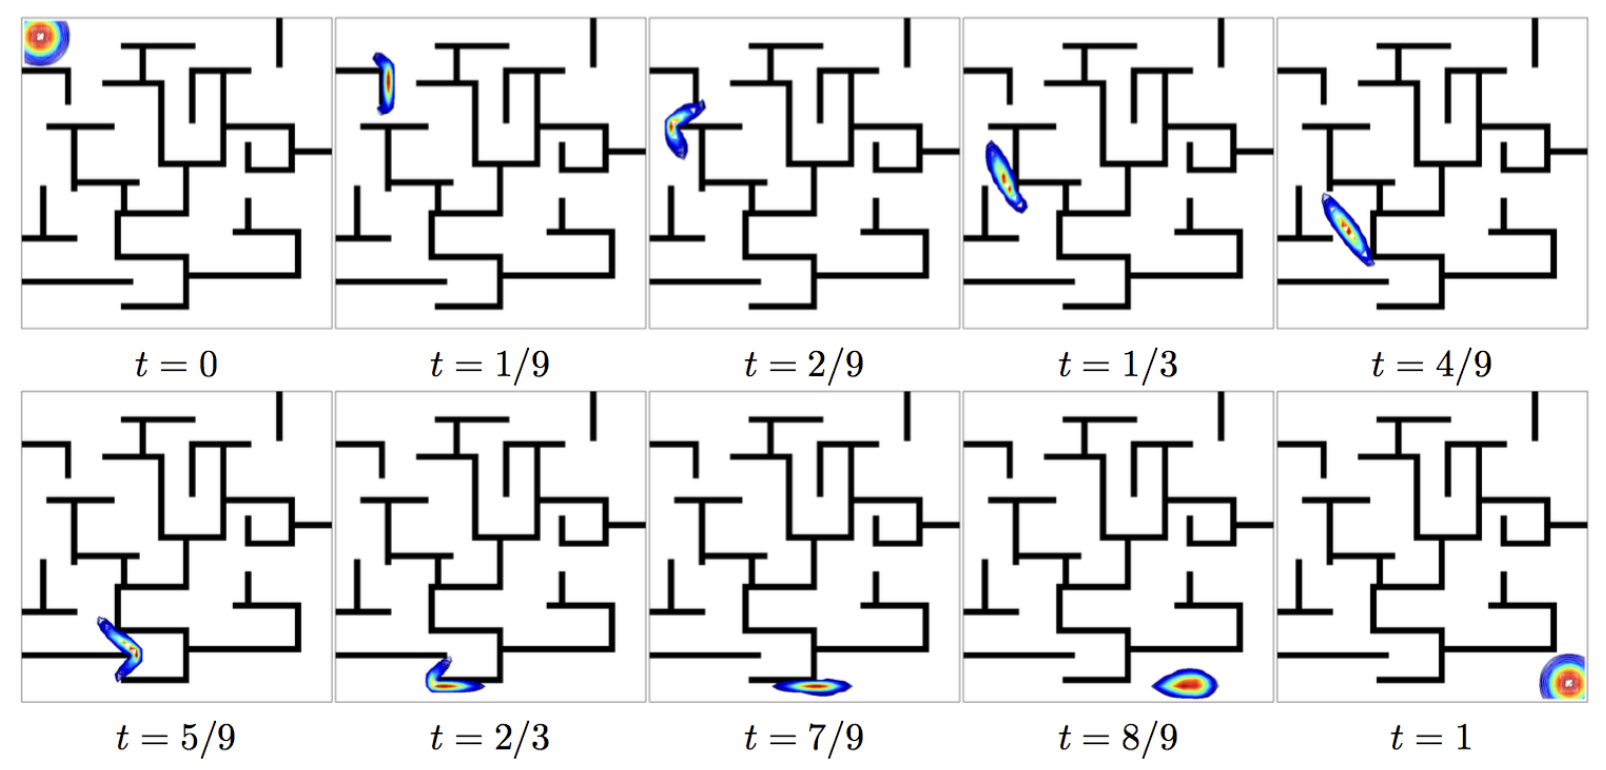 t = 0 t = 1/9 t = 2/9 t = 1/3 t = 4/9
t = 5/9 t = 2/3 t = 7/9 t = 8/9 t = 1